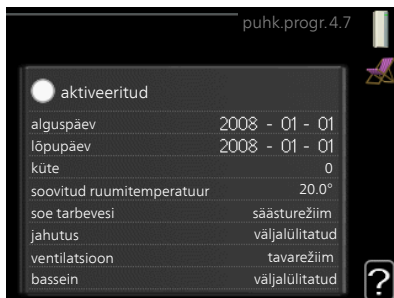 puhk.progr. 4.7
aktiveeritud
alguspäev 2008 - 01 - 01
lõpupäev 2008 - 01 - 01
küte 0
soovitud ruumitemperatuur 20.0°
soe tarbevesi säästurežiim
jahutus väljalülitatud
ventilatsioon tavarežiim
bassein väljalülitatud
?